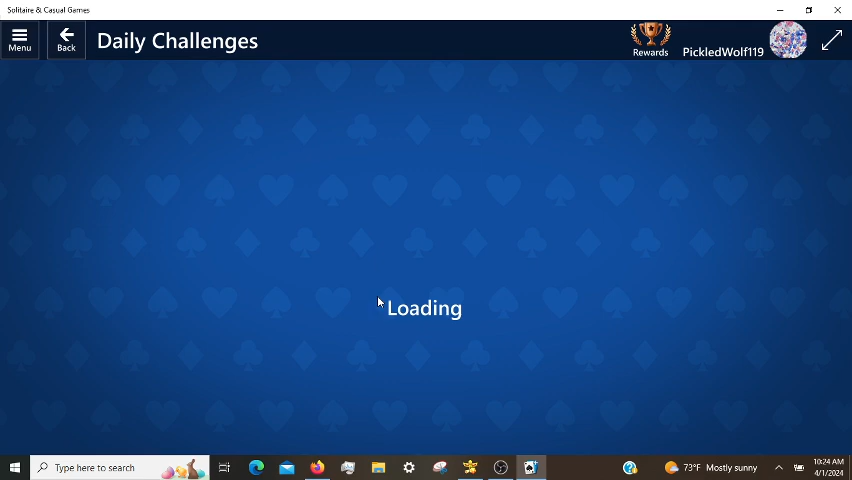 Solitaire & Casual Games
Menu
Back
Daily Challenges
Rewards
PickledWolf119
Loading
Type here to search
73°F Mostly sunny
10:24 AM
4/1/2024